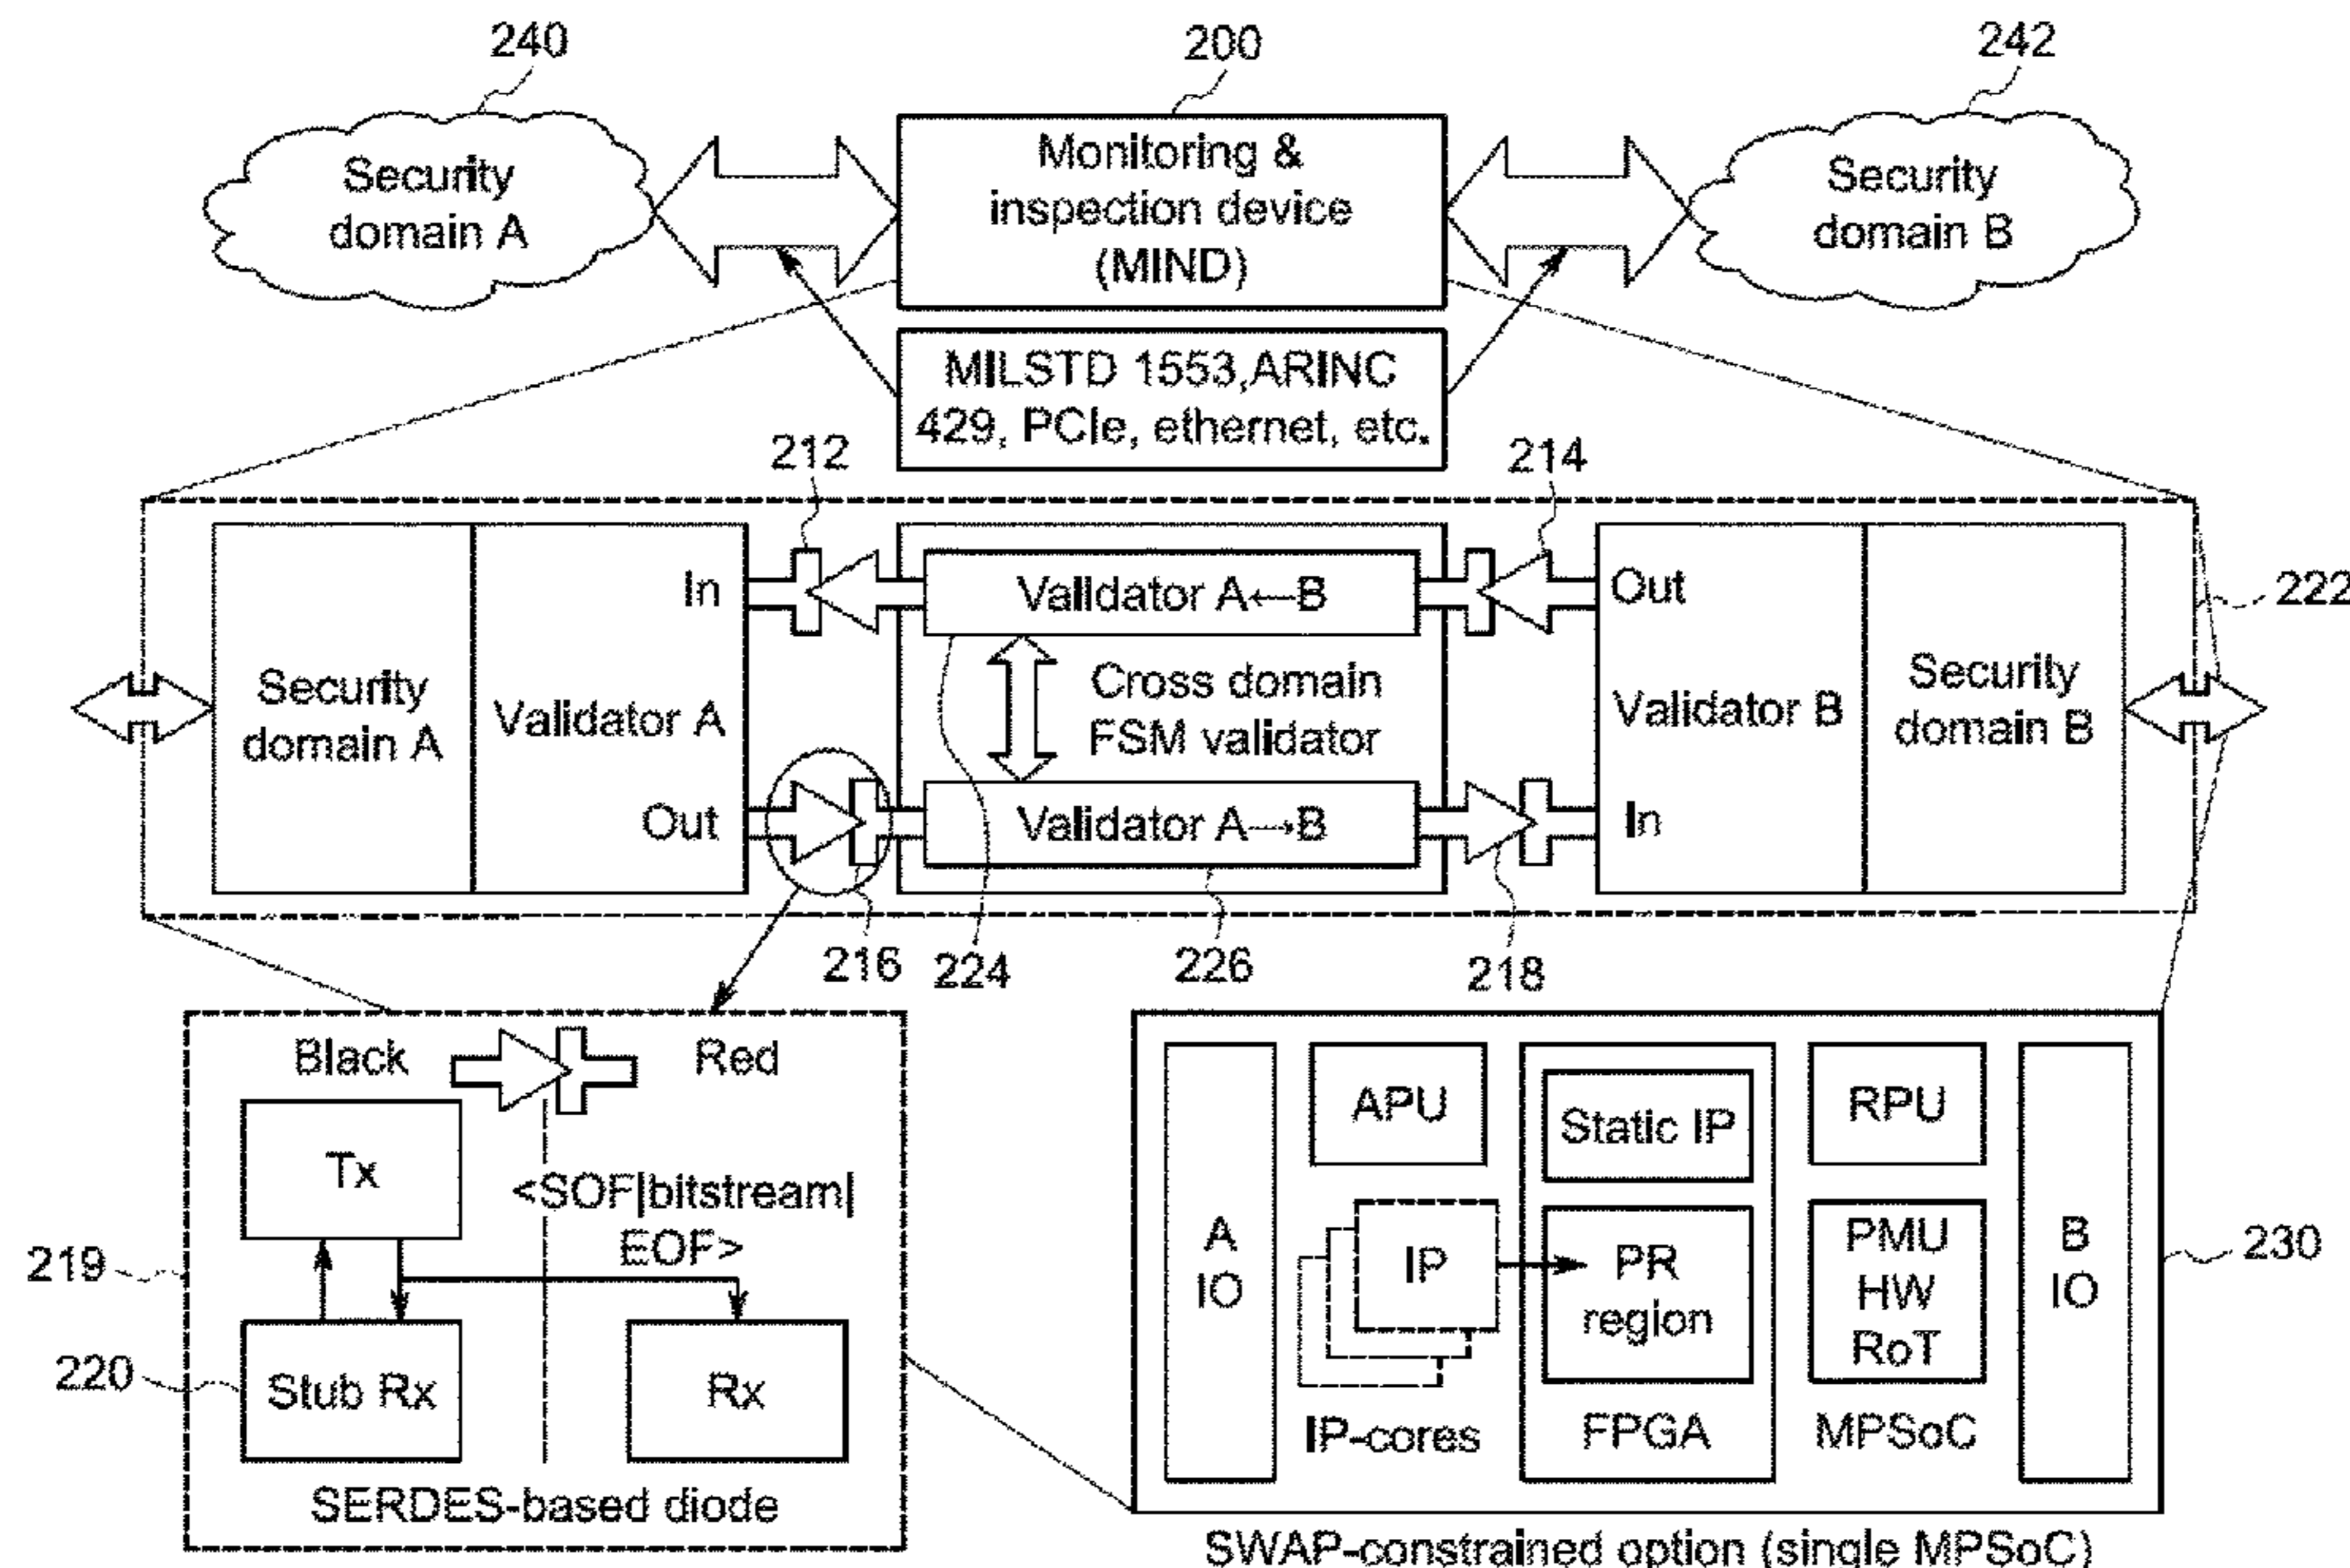 240
200
242
Security
domain A
Monitoring &
inspection device
(MIND)
Security
domain B
MILSTD 1553,ARINC
429, PCIe, ethernet, etc.
212
214
222
Security
domain A
Validator A
In
Out
Validator A←B
Cross domain
FSM validator
Validator A→B
Out
Validator B
In
Security
domain B
216
224
226
218
Black
Red
Tx
<SOF|bitstream|
EOF>
219
220
Stub Rx
Rx
SERDES-based diode
A
IO
APU
IP
IP-cores
Static IP
PR
region
FPGA
RPU
PMU
HW
RoT
MPSoC
B
IO
230
SWAP-constrained option (single MPSoC)